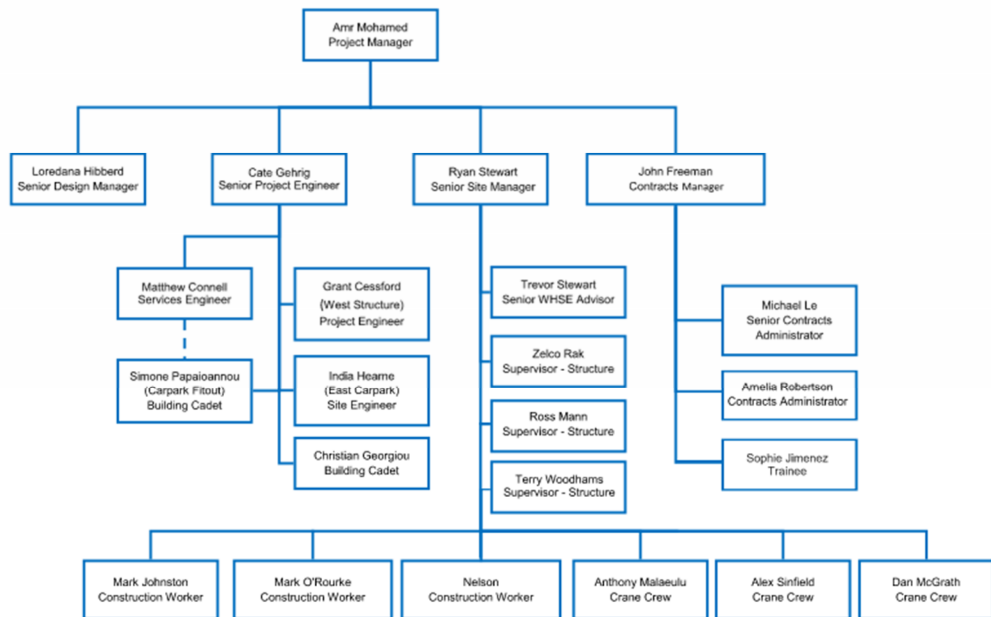 Amr Mohamed
Project Manager
Loredana Hibberd
Senior Design Manager
Cate Gehrig
Senior Project Engineer
Ryan Stewart
Senior Site Manager
John Freeman
Contracts Manager
Matthew Connell
Services Engineer
Grant Cessford
(West Structure)
Project Engineer
Trevor Stewart
Senior WHSE Advisor
Michael Le
Senior Contracts
Administrator
Simone Papaioannou
(Carpark Fitout)
Building Cadet
India Hearne
(East Carpark)
Site Engineer
Zelco Rak
Supervisor - Structure
Amelia Robertson
Contracts Administrator
Ross Mann
Supervisor - Structure
Christian Georgiou
Building Cadet
Terry Woodhams
Supervisor - Structure
Sophie Jimenez
Trainee
Mark Johnston
Construction Worker
Mark O'Rourke
Construction Worker
Nelson
Construction Worker
Anthony Malaeulu
Crane Crew
Alex Sinfield
Crane Crew
Dan McGrath
Crane Crew